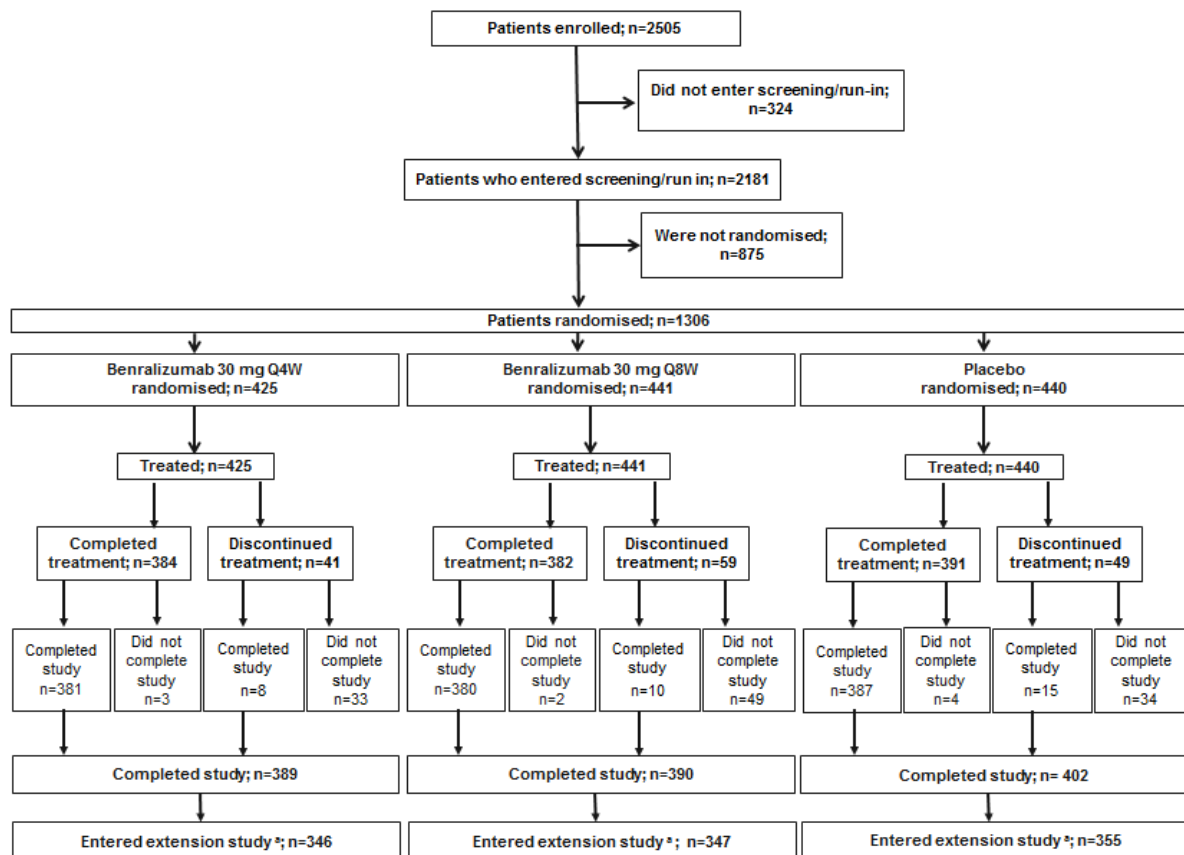 Patients enrolled; n=2505
Did not enter screening/run-in;
n=324
Patients who entered screening/run in; n=2181
Were not randomised;
n=875
Patients randomised; n=1306
Benralizumab 30 mg Q4W
randomised; n=425
Benralizumab 30 mg Q8W
randomised; n=441
Placebo
randomised; n=440
Treated; n=425
Treated; n=441
Treated; n=440
Completed
treatment; n=384
Discontinued
treatment; n=41
Completed
treatment; n=382
Discontinued
treatment; n=59
Completed
treatment; n=391
Discontinued
treatment; n=49
Completed
study
n=381
Did not
complete
study
n=3
Completed
study
n=8
Did not
complete
study
n=33
Completed
study
n=380
Did not
complete
study
n=2
Completed
study
n=10
Did not
complete
study
n=49
Completed
study
n=387
Did not
complete
study
n=4
Completed
study
n=15
Did not
complete
study
n=34
Completed study; n=389
Completed study; n=390
Completed study; n= 402
Entered extension study ª; n=346
Entered extension study ª; n=347
Entered extension study ª; n=355